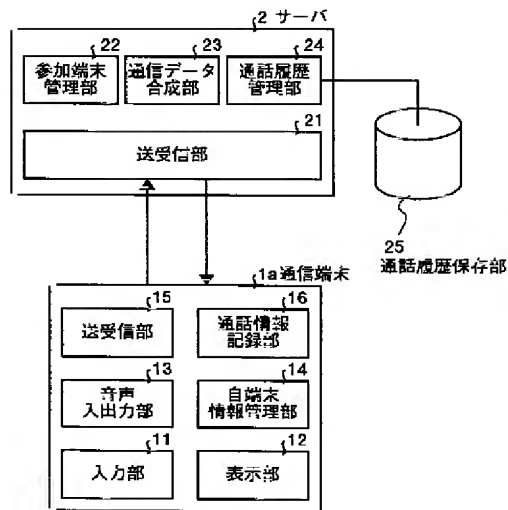 2 サーバ
22
23
24
参加端末
管理部
通信データ
合成部
通話履歴
管理部
21
送受信部
25
通話履歴保存部
1a通信端末
15
16
送受信部
通話情報
記録部
13
14
音声
入出力部
自端末
情報管理部
11
12
入力部
表示部